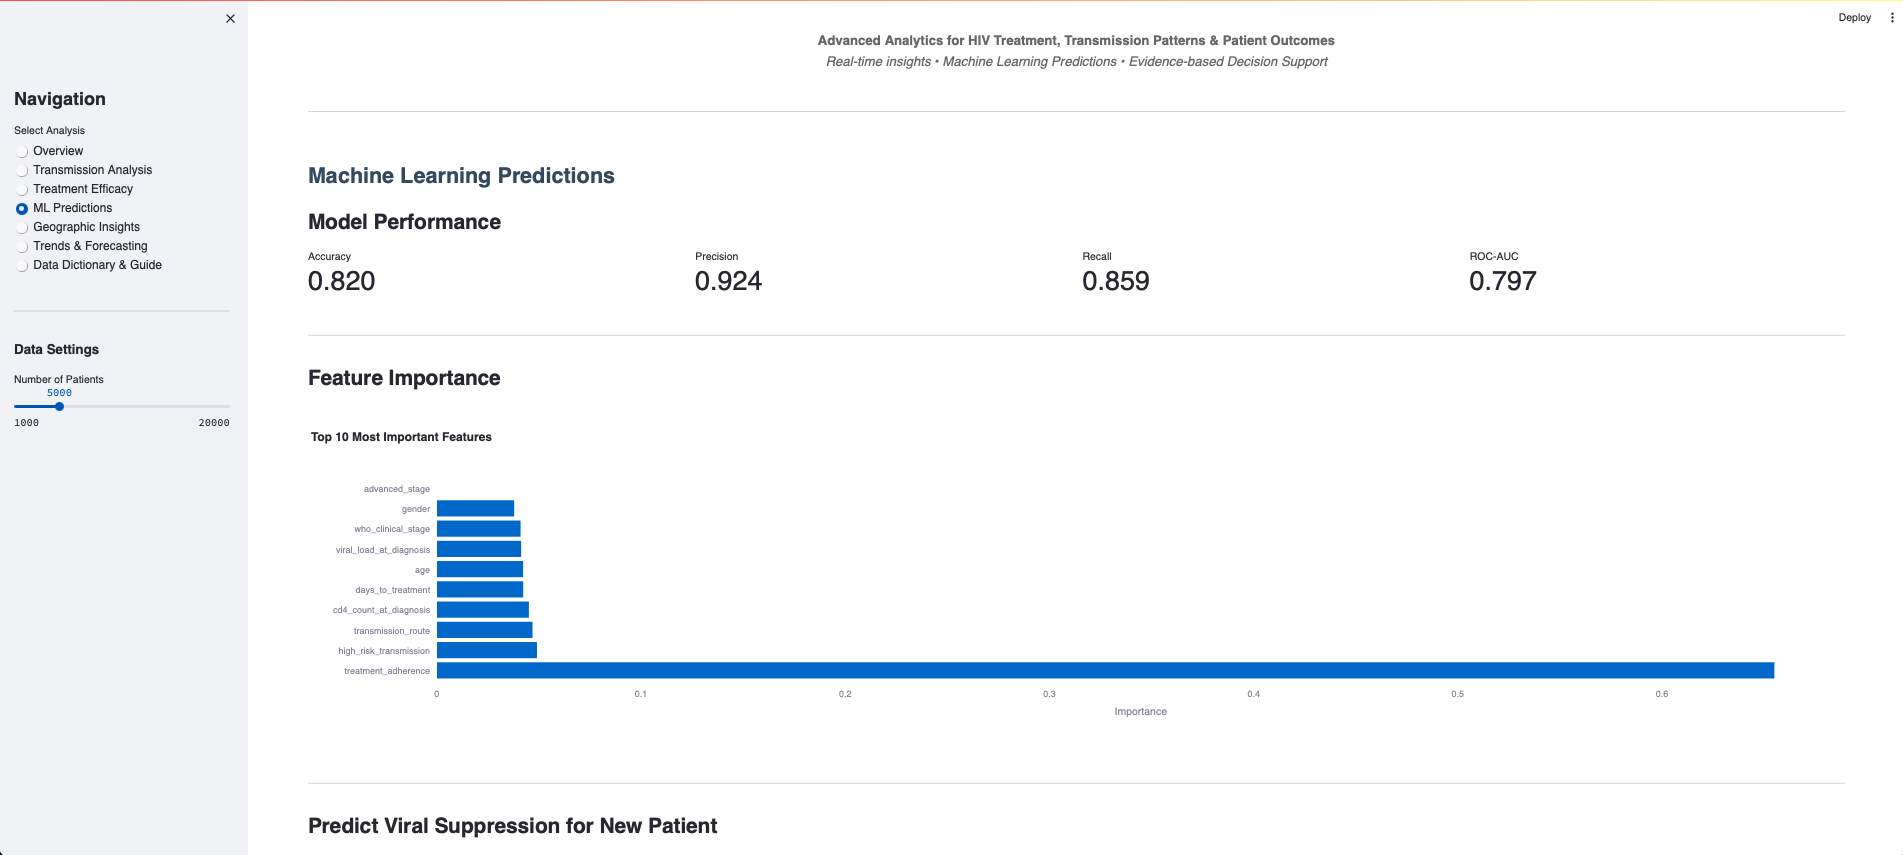 Deploy
Navigation
Select Analysis
Overview
Transmission Analysis
Treatment Efficacy
ML Predictions
Geographic Insights
Trends & Forecasting
Data Dictionary & Guide
Data Settings
Number of Patients
5000
1000 20000
Advanced Analytics for HIV Treatment, Transmission Patterns & Patient Outcomes
Real-time insights • Machine Learning Predictions • Evidence-based Decision Support
Machine Learning Predictions
Model Performance
Accuracy Precision Recall ROC-AUC
0.820 0.924 0.859 0.797
Feature Importance
Top 10 Most Important Features
advanced_stage
gender
who_clinical_stage
viral_load_at_diagnosis
age
days_to_treatment
cd4_count_at_diagnosis
transmission_route
high_risk_transmission
treatment_adherence
0 0.1 0.2 0.3 0.4 0.5 0.6
Importance
Predict Viral Suppression for New Patient